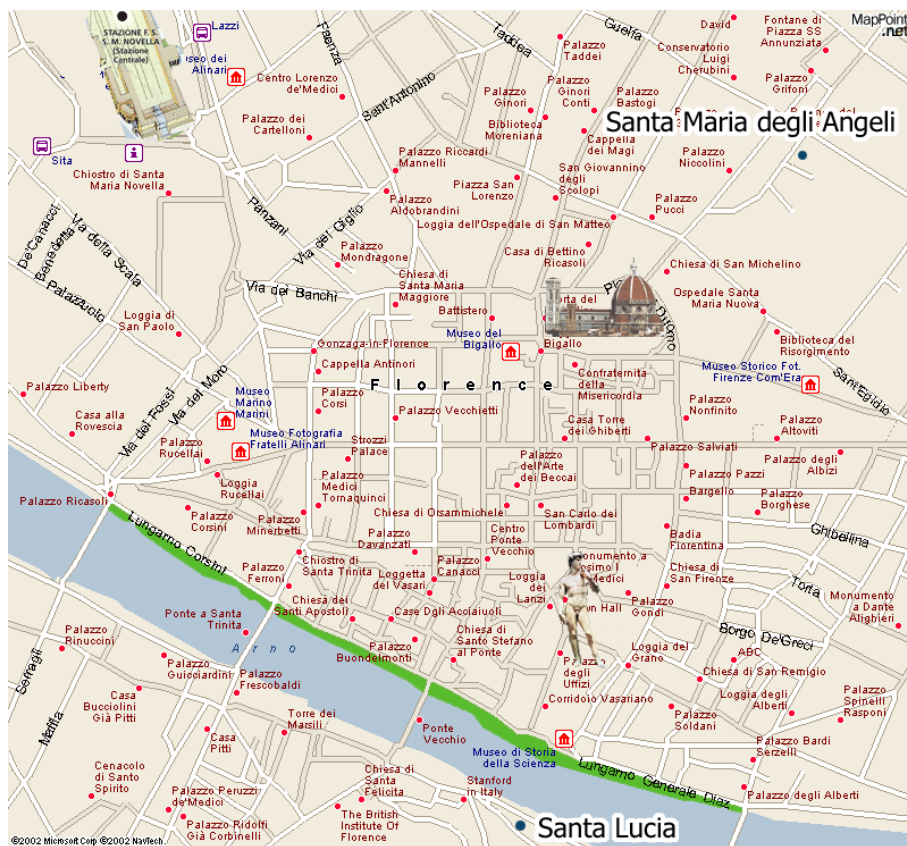 Lazzi
STAZIONE F. S.
S. M. NOVELLA
(Stazione
Centrale)
Museo dei
Alinari
Centro Lorenzo
de'Medici
Faenza
Taddea
Guelfa
Palazzo
Taddei
David
Conservatorio
Luigi
Cherubini
Fontane di
Piazza SS
Annunziata
MapPoint
.net
Palazzo
Grifoni
Sant'Antonino
Palazzo
Ginori
Palazzo
Ginori
Conti
Palazzo
Bastogi
Biblioteca
Moreniana
Santa Maria degli Angeli
Palazzo dei
Cartelloni
Cappella
dei Magi
Sita
Chiostro di Santa
Maria Novella
Palazzo Riccardi
Mannelli
Piazza San
Lorenzo
San Giovannino
degli
Scolopi
Palazzo
Niccolini
Palazzo
Aldobrandini
Palazzo
Pucci
Loggia dell'Ospedale di San Matteo
De'Canacci
Benedetta
Via della Scala
Panzani
Via del Giglio
Palazzo
Mondragone
Casa di Bettino
Ricasoli
Chiesa di San Michelino
Palazzuolo
Via dei Banchi
Chiesa di
Santa Maria
Maggiore
Ospedale Santa
Maria Nuova
Duomo
Loggia di
San Paolo
Battistero
Gonzaga-in-Florence
Museo del
Bigallo
Bigallo
Biblioteca del
Risorgimento
Cappella Antinori
Confraternita
della
Misericordia
Museo Storico Fot.
Firenze Com'Era
Sant'Egidio
Florence
Palazzo Liberty
Via del Moro
Via dei Fossi
Museo
Marino
Marini
Palazzo
Corsi
Palazzo Vecchietti
Casa Torre
dei Ghiberti
Palazzo
Nonfinito
Casa alla
Rovescia
Museo Fotografia
Fratelli Alinari
Palazzo
Altoviti
Palazzo
Rucellai
Strozzi
Palace
Palazzo Salviati
Palazzo degli
Albizi
Loggia
Rucellai
Palazzo
Medici
Tornaquinci
Palazzo
dell'Arte
dei Beccai
Palazzo Pazzi
Palazzo Ricasoli
Palazzo
Corsini
Palazzo
Minerbetti
Chiesa di Orsammichele
San Carlo dei
Lombardi
Bargello
Palazzo
Borghese
Lungarno Corsini
Palazzo
Davanzati
Centro
Ponte
Vecchio
Badia
Fiorentina
Ghibellina
Palazzo
Ferroni
Chiostro di
Santa Trinita
Loggetta
del Vasari
Palazzo
Canacci
Loggia
dei
Lanzi
Monumento a
Cosimo I
Medici
Chiesa di
San Firenze
Torta
Ponte a Santa
Trinita
Chiesa dei
Santi Apostoli
Case Dgli Acciaiuoli
Palazzo
Gondi
Monumento
a Dante
Alighieri
Borgo De'Greci
Arno
Palazzo
Rinuccini
Palazzo
Buondelmonti
Chiesa di
Santo Stefano
al Ponte
Palazzo
degli
Uffizi
Loggia del
Grano
ABC
Chiesa di San Remigio
Serragli
Palazzo
Guicciardini
Palazzo
Frescobaldi
Corridoio Vasariano
Loggia degli
Alberti
Palazzo
Spinelli
Rasponi
Maffia
Casa
Bucciolini
Già Pitti
Torre dei
Marsili
Ponte
Vecchio
Palazzo
Soldani
Casa
Pitti
Museo di Storia
della Scienza
Palazzo Bardi
Serzelli
Cenacolo
di Santo
Spirito
Chiesa di
Santa
Felicita
Stanford
in Italy
Lungarno Generale Diaz
Palazzo degli Alberti
Palazzo Peruzzi
de'Medici
Palazzo Ridolfi
Già Corbinelli
The British
Institute Of
Florence
Santa Lucia
©2002 Microsoft Corp ©2002 NavTech.